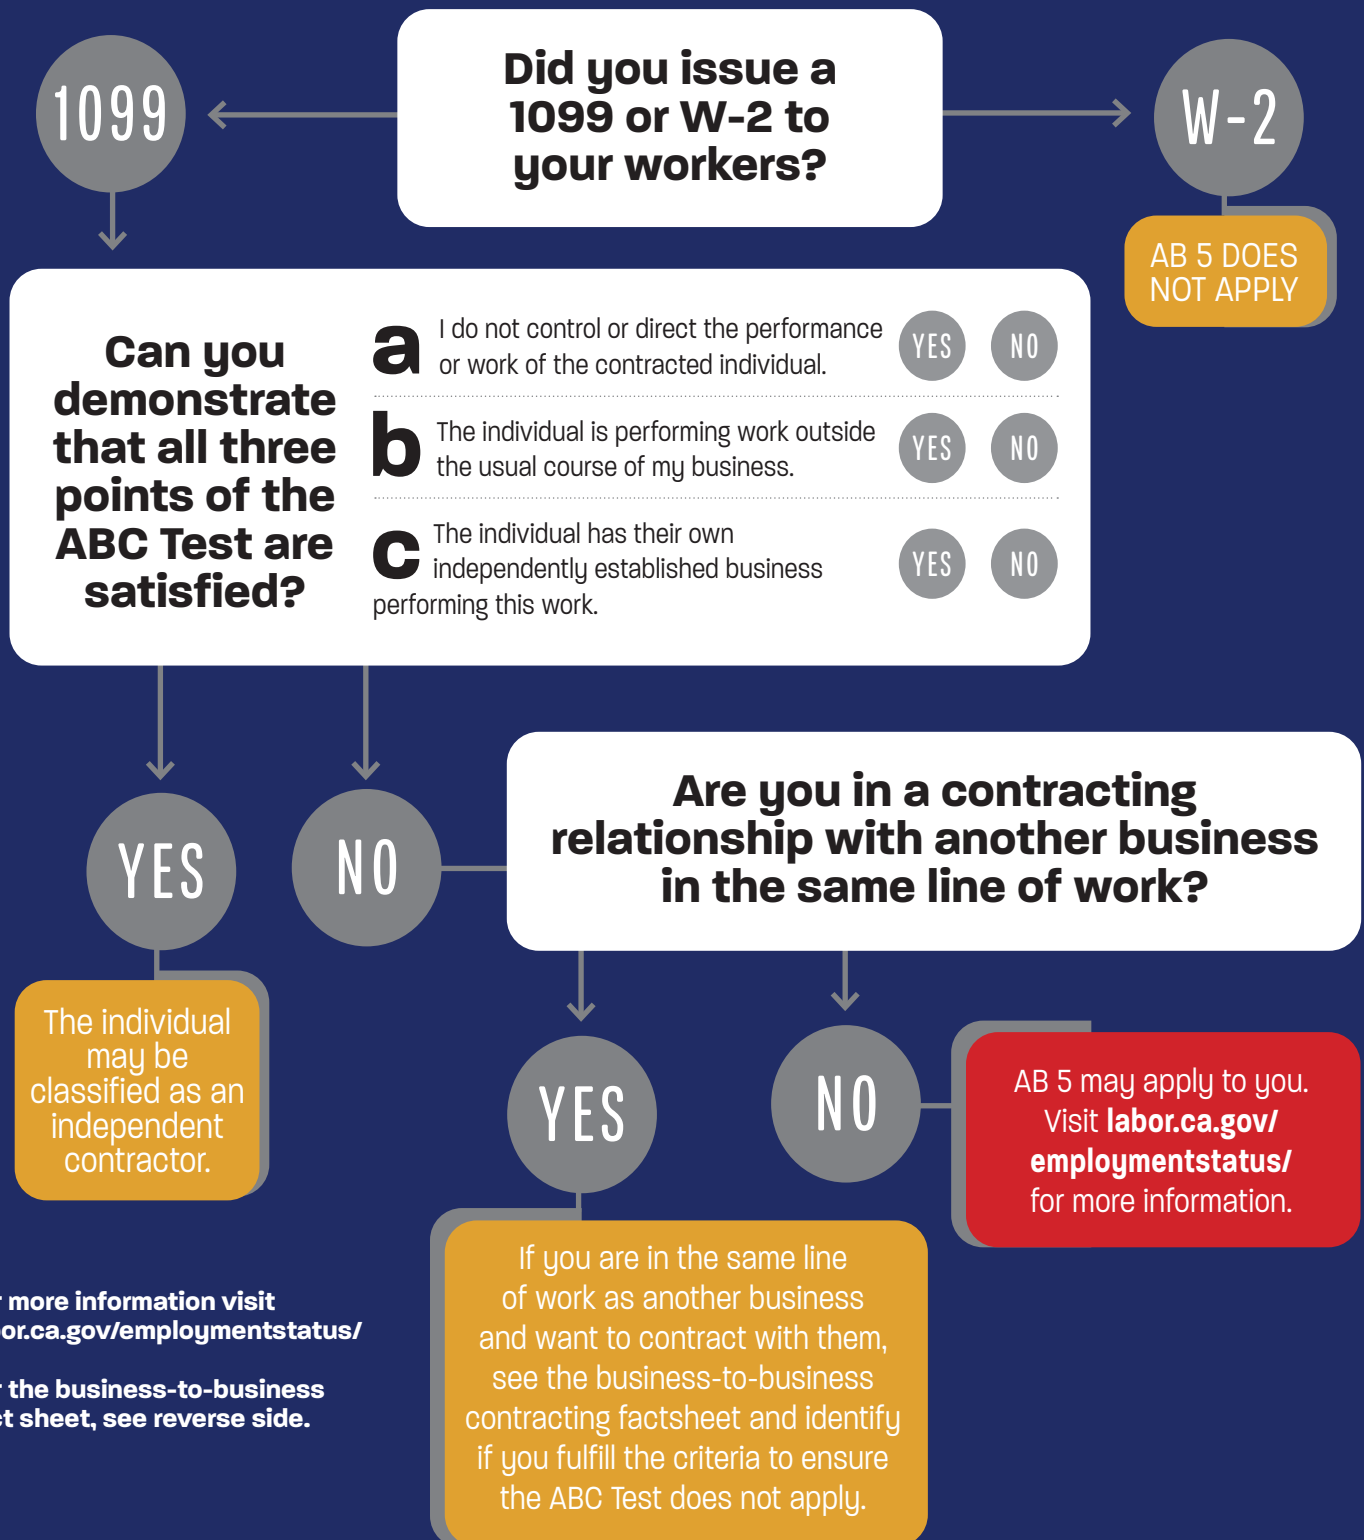 Did you issue a
1099 or W-2 to
your workers?
1099
W-2
AB 5 DOES
NOT APPLY
Can you
demonstrate
that all three
points of the
ABC Test are
satisfied?
a I do not control or direct the performance
or work of the contracted individual.
YES NO
b The individual is performing work outside
the usual course of my business.
YES NO
c The individual has their own
independently established business
performing this work.
YES NO
YES
NO
The individual
may be
classified as an
independent
contractor.
Are you in a contracting
relationship with another business
in the same line of work?
YES
NO
AB 5 may apply to you.
Visit labor.ca.gov/
employmentstatus/
for more information.
If you are in the same line
of work as another business
and want to contract with them,
see the business-to-business
contracting factsheet and identify
if you fulfill the criteria to ensure
the ABC Test does not apply.
more information visit
or.ca.gov/employmentstatus/
the business-to-business
sheet, see reverse side.